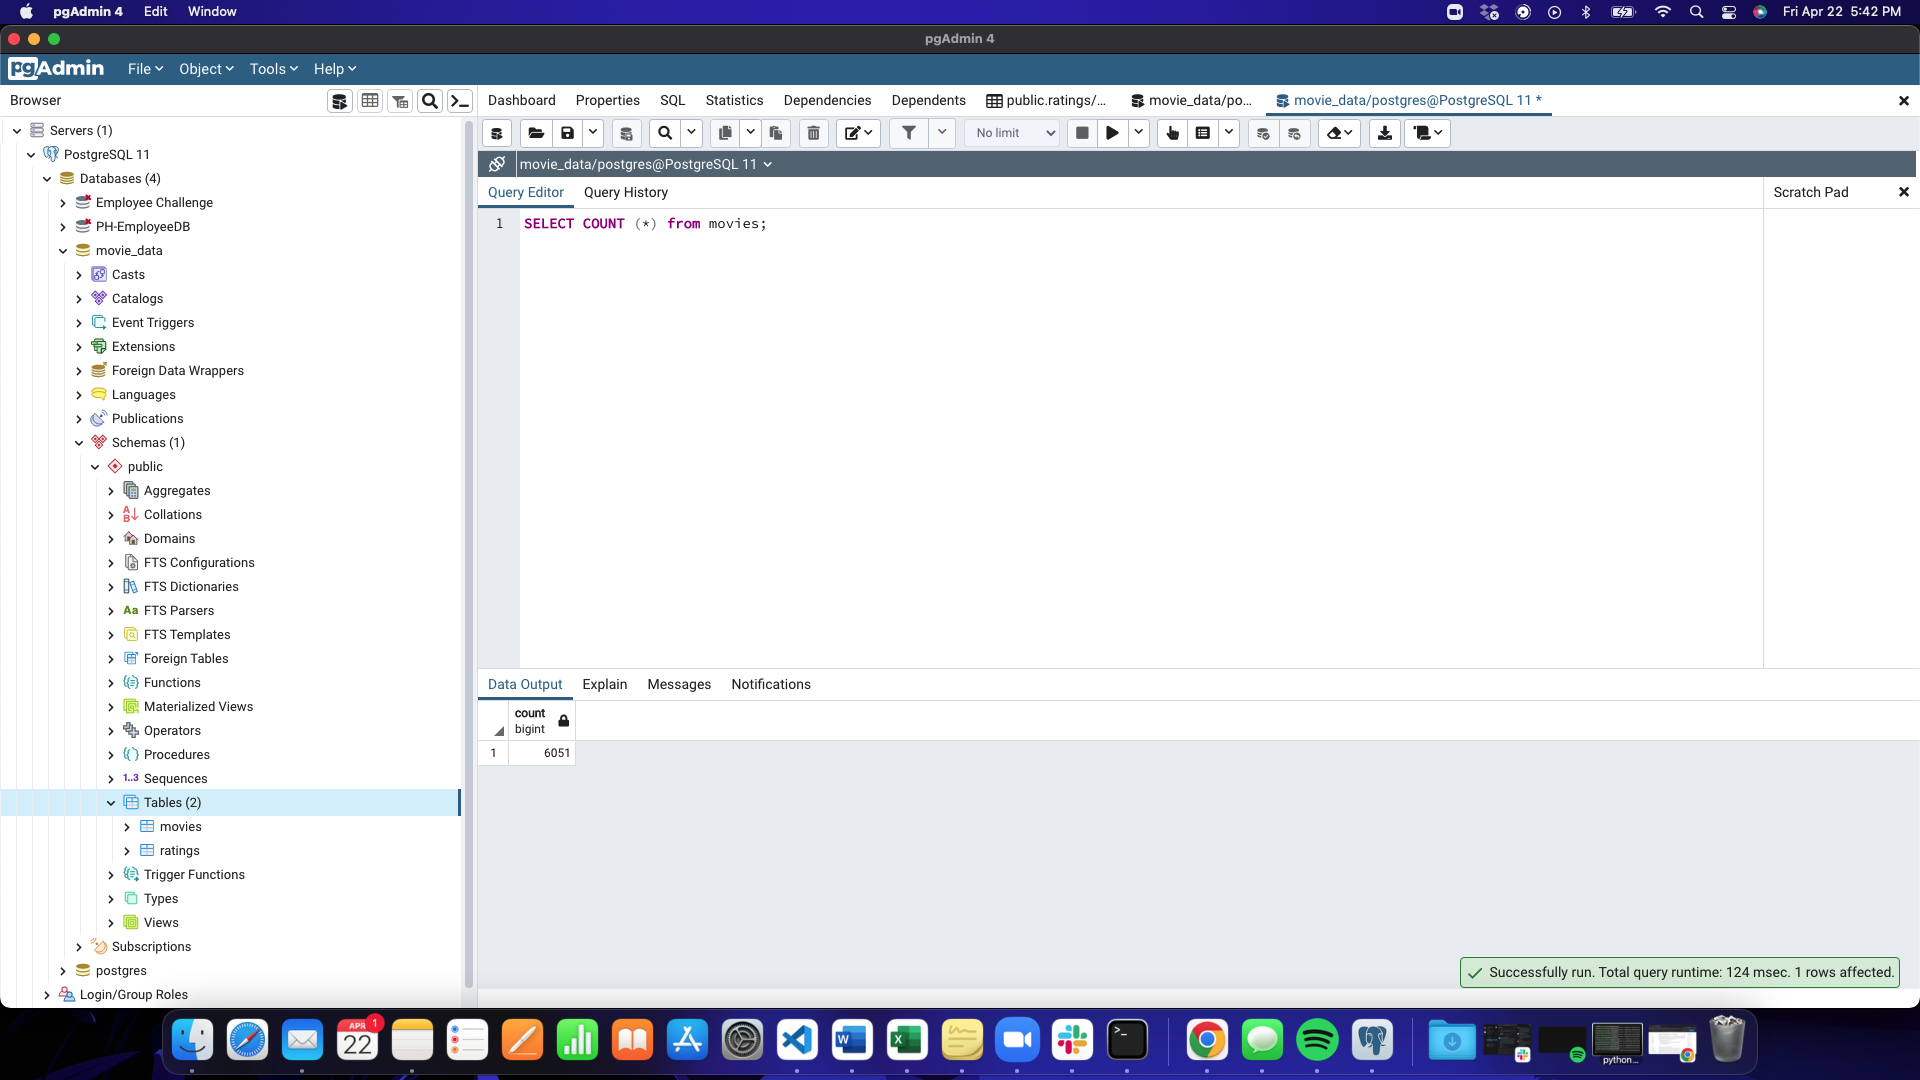 pgAdmin 4 Edit Window Fri Apr 22 5:42 PM
pgAdmin 4
pgAdmin File Object Tools Help
Browser
Dashboard Properties SQL Statistics Dependencies Dependents public.ratings/... movie_data/po... movie_data/postgres@PostgreSQL 11 *
No limit
movie_data/postgres@PostgreSQL 11
Query Editor Query History
Scratch Pad
1 SELECT COUNT (*) from movies;
Servers (1)
PostgreSQL 11
Databases (4)
Employee Challenge
PH-EmployeeDB
movie_data
Casts
Catalogs
Event Triggers
Extensions
Foreign Data Wrappers
Languages
Publications
Schemas (1)
public
Aggregates
Collations
Domains
FTS Configurations
FTS Dictionaries
Aa FTS Parsers
FTS Templates
Foreign Tables
Functions
Materialized Views
Operators
Procedures
1..3 Sequences
Tables (2)
movies
ratings
Trigger Functions
Types
Views
Subscriptions
postgres
Login/Group Roles
Data Output Explain Messages Notifications
count
bigint
1 6051
Successfully run. Total query runtime: 124 msec. 1 rows affected.
APR 1
22
W
X
python...